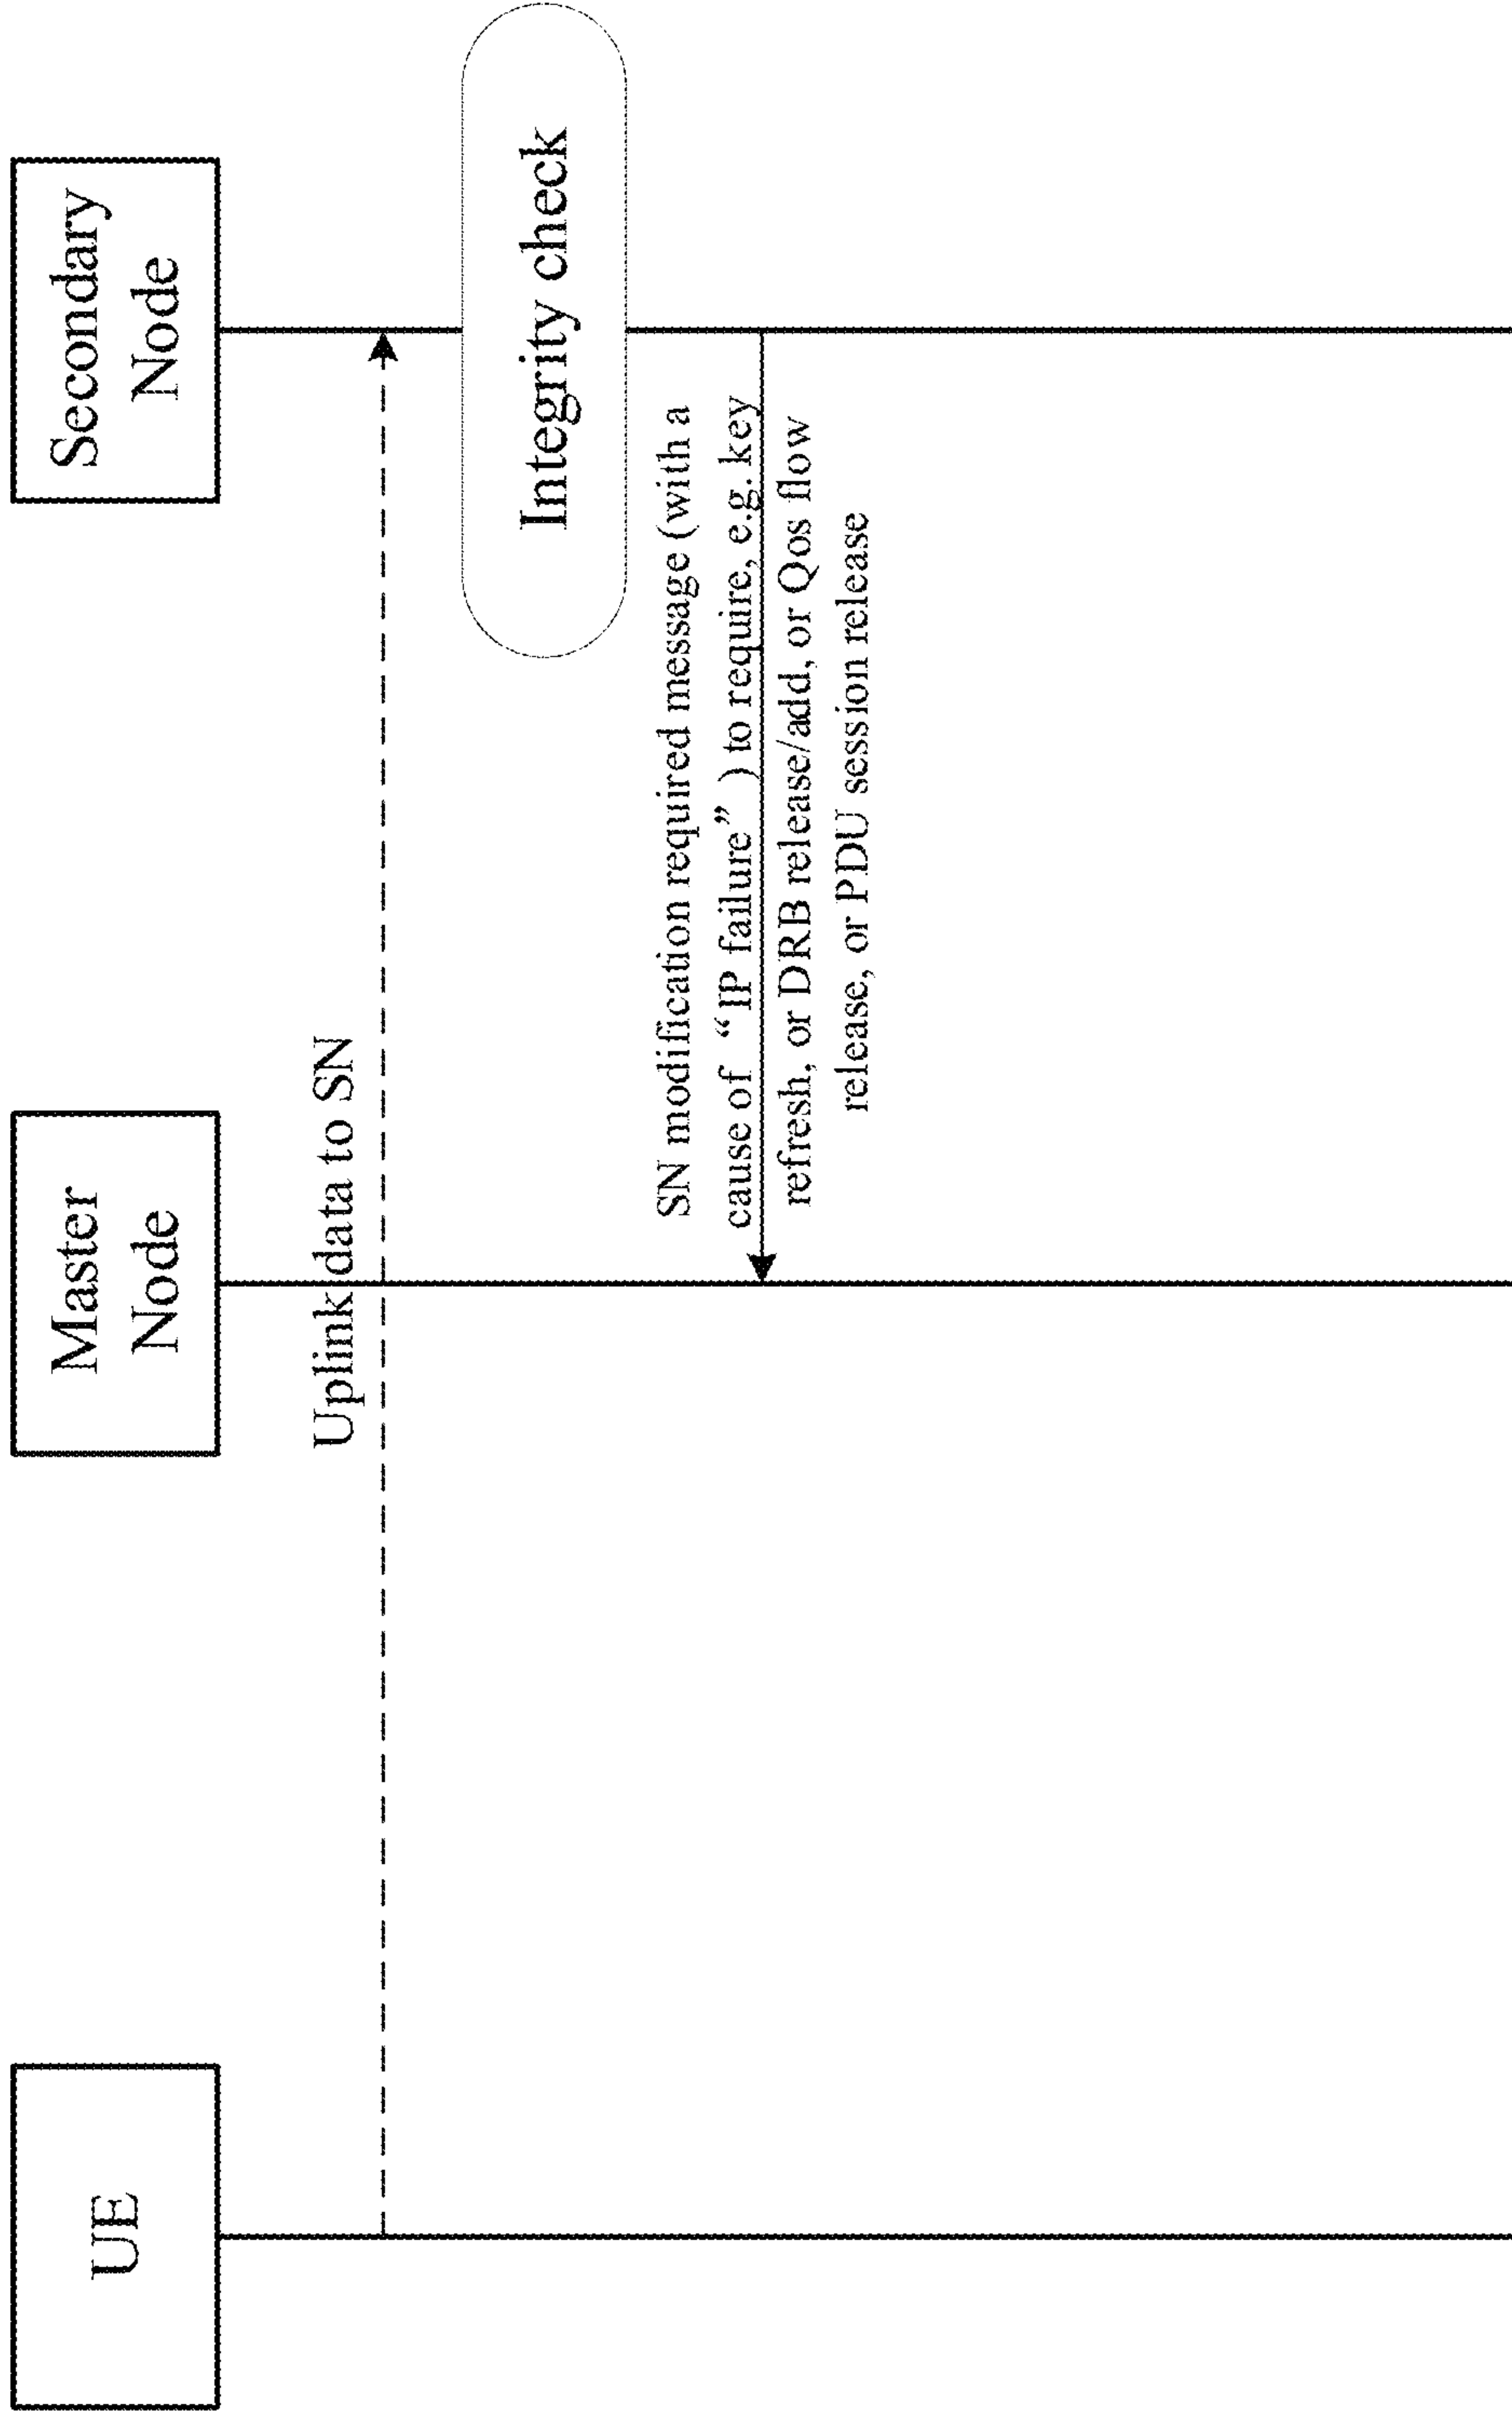 UE
Master
Node
Secondary
Node
Uplink data to SN
Integrity check
SN modification required message (with a
cause of “IP failure” ) to require, e.g. key
refresh, or DRB release/add, or Qos flow
release, or PDU session release